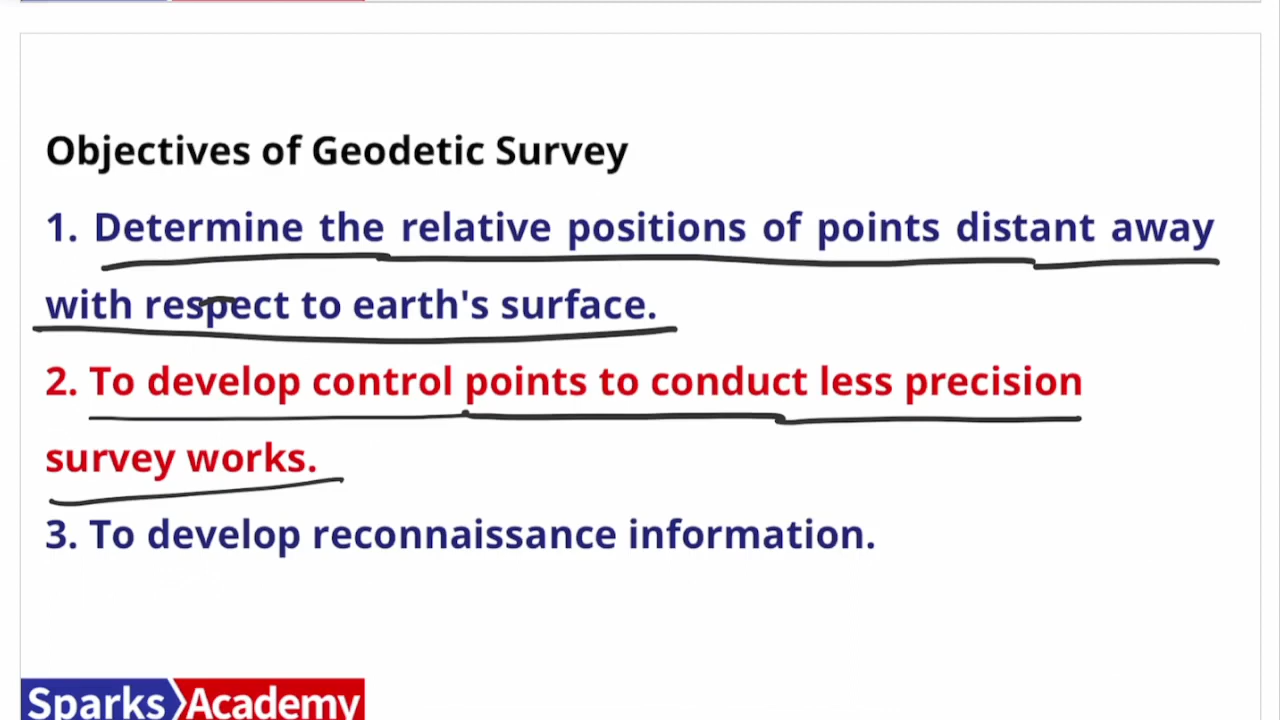 Objectives of Geodetic Survey
1. Determine the relative positions of points distant away
with respect to earth's surface.
2. To develop control points to conduct less precision
survey works.
3. To develop reconnaissance information.
Sparks Academy